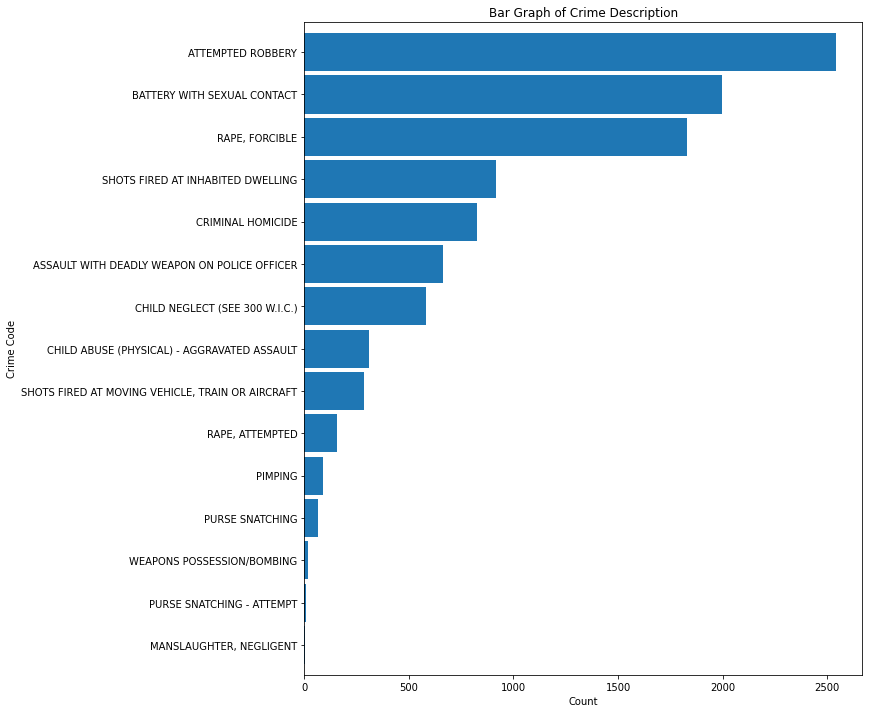 Bar Graph of Crime Description
ATTEMPTED ROBBERY
BATTERY WITH SEXUAL CONTACT
RAPE, FORCIBLE
SHOTS FIRED AT INHABITED DWELLING
CRIMINAL HOMICIDE
ASSAULT WITH DEADLY WEAPON ON POLICE OFFICER
CHILD NEGLECT (SEE 300 W.I.C.)
CHILD ABUSE (PHYSICAL) - AGGRAVATED ASSAULT
SHOTS FIRED AT MOVING VEHICLE, TRAIN OR AIRCRAFT
RAPE, ATTEMPTED
PIMPING
PURSE SNATCHING
WEAPONS POSSESSION/BOMBING
PURSE SNATCHING - ATTEMPT
MANSLAUGHTER, NEGLIGENT
Crime Code
0 500 1000 1500 2000 2500
Count